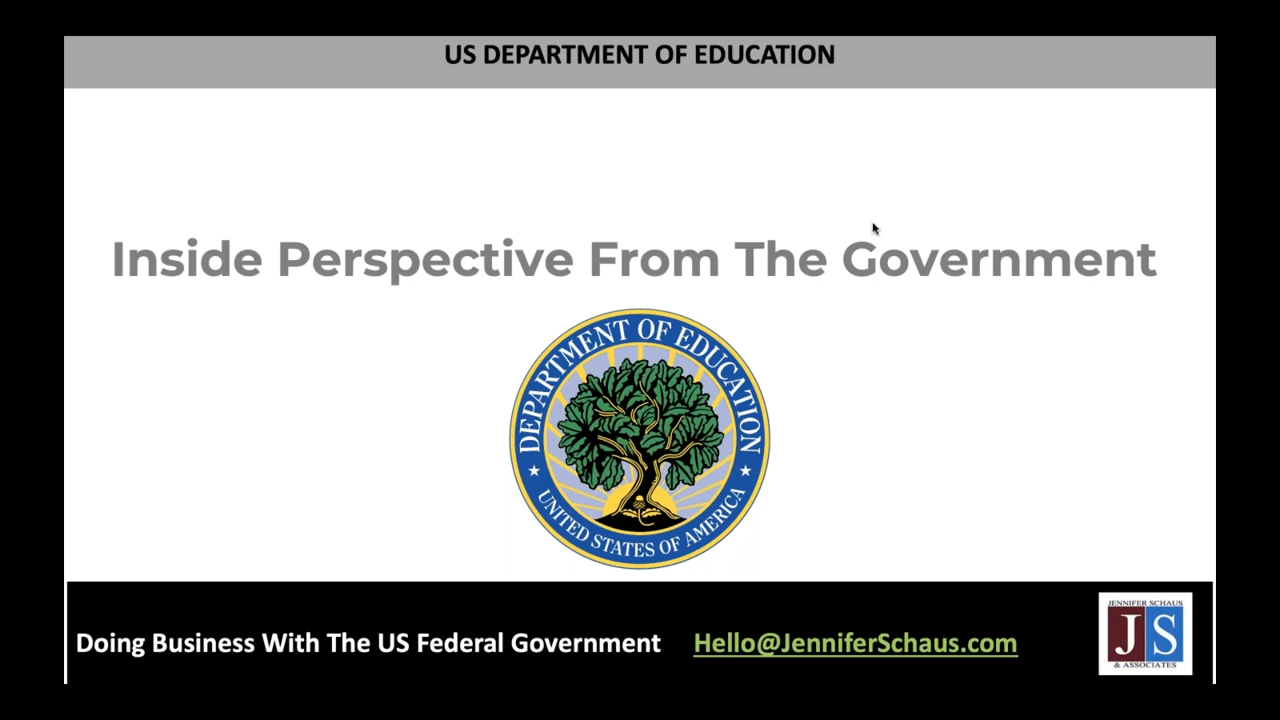 US DEPARTMENT OF EDUCATION
Inside Perspective From The Government
DEPARTMENT OF EDUCATION
UNITED STATES OF AMERICA
Doing Business With The US Federal Government Hello@JenniferSchaus.com
JENNIFER SCHAUS
JS
& ASSOCIATES